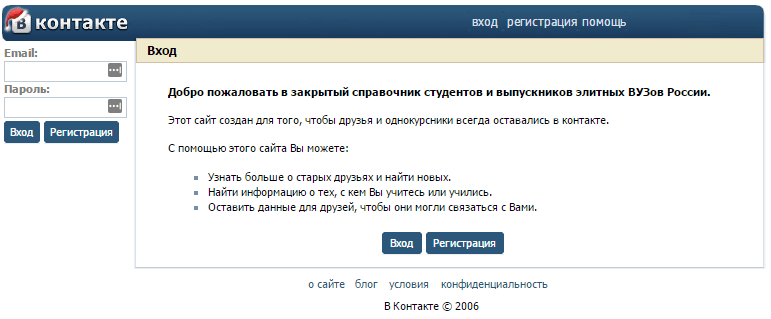 В контакте
вход регистрация помощь
Email:
Пароль:
Вход Регистрация
Вход
Добро пожаловать в закрытый справочник студентов и выпускников элитных ВУЗов России.
Этот сайт создан для того, чтобы друзья и однокурсники всегда оставались в контакте.
С помощью этого сайта Вы можете:
Узнать больше о старых друзьях и найти новых.
Найти информацию о тех, с кем Вы учитесь или учились.
Оставить данные для друзей, чтобы они могли связаться с Вами.
Вход Регистрация
о сайте блог условия конфиденциальность
В Контакте © 2006